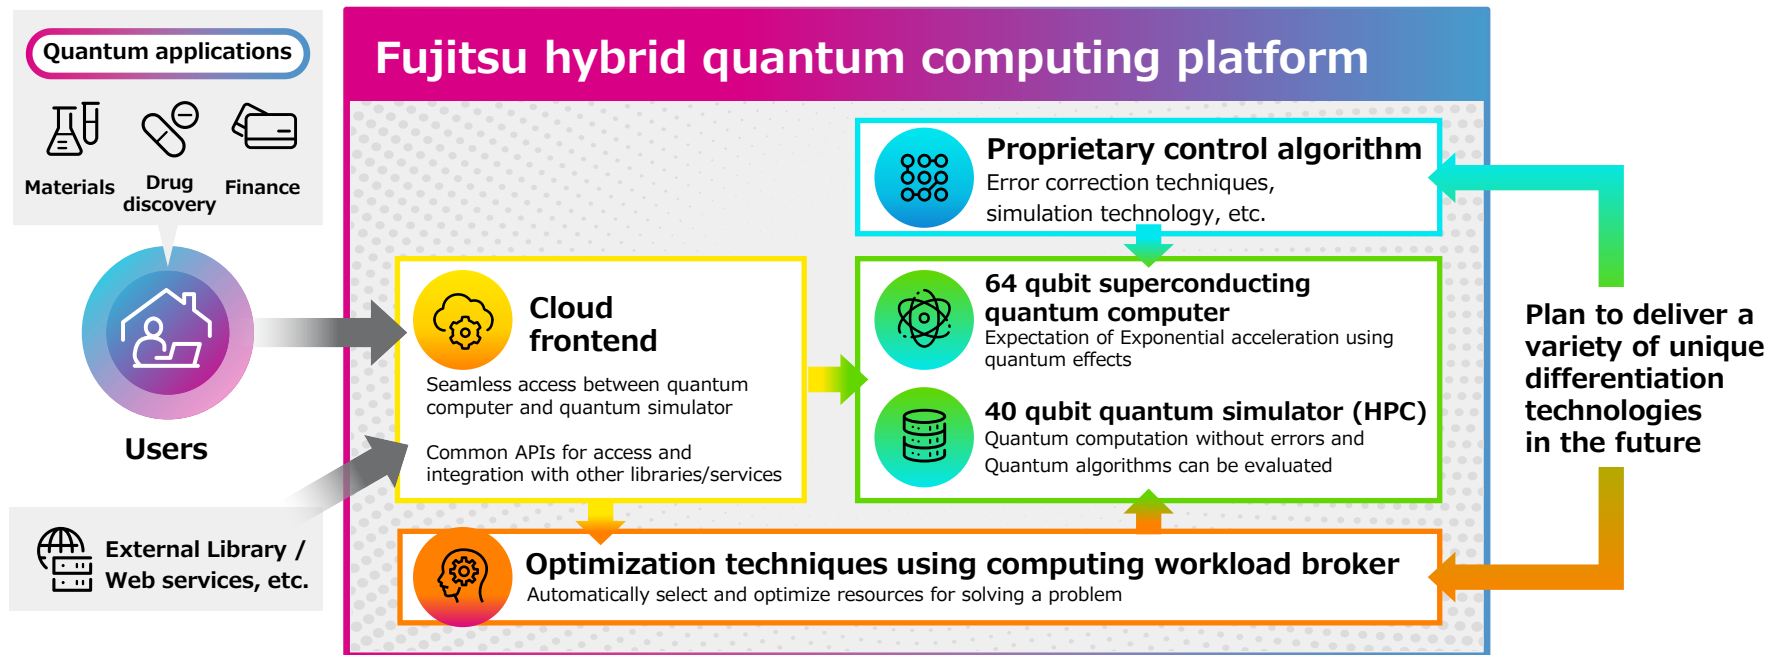 Quantum applications
Materials
Drug
discovery
Finance
Users
External Library /
Web services, etc.
Fujitsu hybrid quantum computing platform
Cloud
frontend
Seamless access between quantum
computer and quantum simulator
Common APIs for access and
integration with other libraries/services
Proprietary control algorithm
Error correction techniques,
simulation technology, etc.
64 qubit superconducting
quantum computer
Expectation of Exponential acceleration using
quantum effects
40 qubit quantum simulator (HPC)
Quantum computation without errors and
Quantum algorithms can be evaluated
Optimization techniques using computing workload broker
Automatically select and optimize resources for solving a problem
Plan to deliver a
variety of unique
differentiation
technologies
in the future